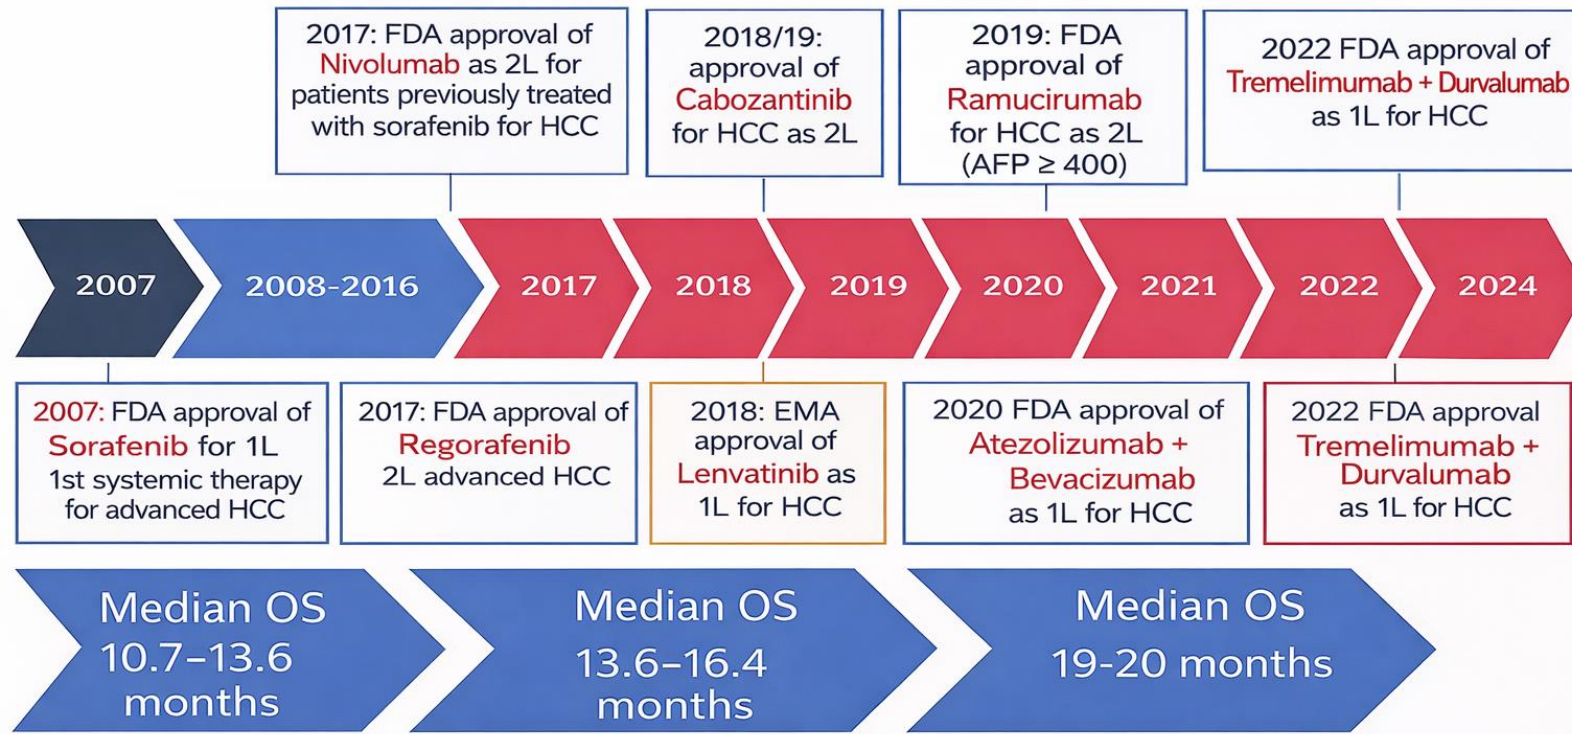 2017: FDA approval of
Nivolumab as 2L for
patients previously treated
with sorafenib for HCC
2018/19:
approval of
Cabozantinib
for HCC as 2L
2019: FDA
approval of
Ramucirumab
for HCC as 2L
(AFP ≥ 400)
2022 FDA approval of
Tremelimumab + Durvalumab
as 1L for HCC
2007
2008-2016
2017
2018
2019
2020
2021
2022
2024
2007: FDA approval of
Sorafenib for 1L
1st systemic therapy
for advanced HCC
2017: FDA approval of
Regorafenib
2L advanced HCC
2018: EMA
approval of
Lenvatinib as
1L for HCC
2020 FDA approval of
Atezolizumab +
Bevacizumab
as 1L for HCC
2022 FDA approval
Tremelimumab +
Durvalumab
as 1L for HCC
Median OS
10.7–13.6
months
Median OS
13.6–16.4
months
Median OS
19-20 months